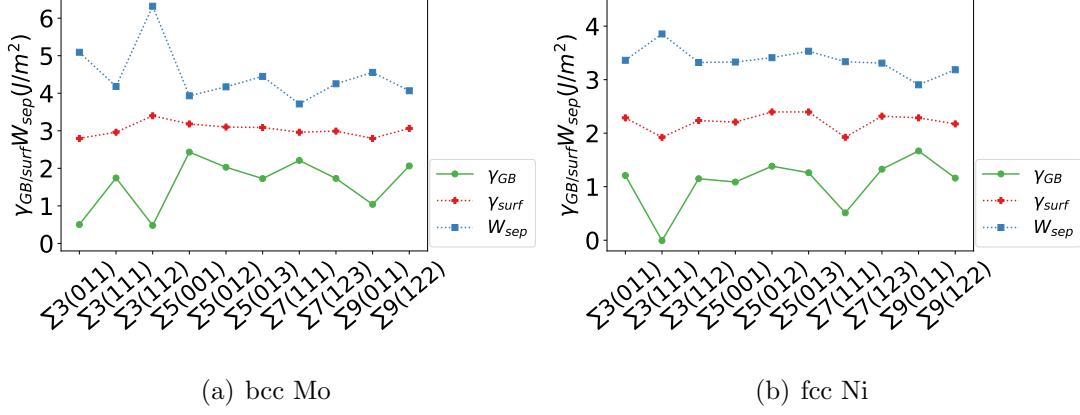 γGB/surfWsep(J/m²)
6
5
4
3
2
1
0
Σ3(011)
Σ3(111)
Σ3(112)
Σ5(001)
Σ5(012)
Σ5(013)
Σ7(111)
Σ7(123)
Σ9(011)
Σ9(122)
γGB
γsurf
Wsep
(a) bcc Mo
γGB/surfWsep(J/m²)
4
3
2
1
0
Σ3(011)
Σ3(111)
Σ3(112)
Σ5(001)
Σ5(012)
Σ5(013)
Σ7(111)
Σ7(123)
Σ9(011)
Σ9(122)
γGB
γsurf
Wsep
(b) fcc Ni